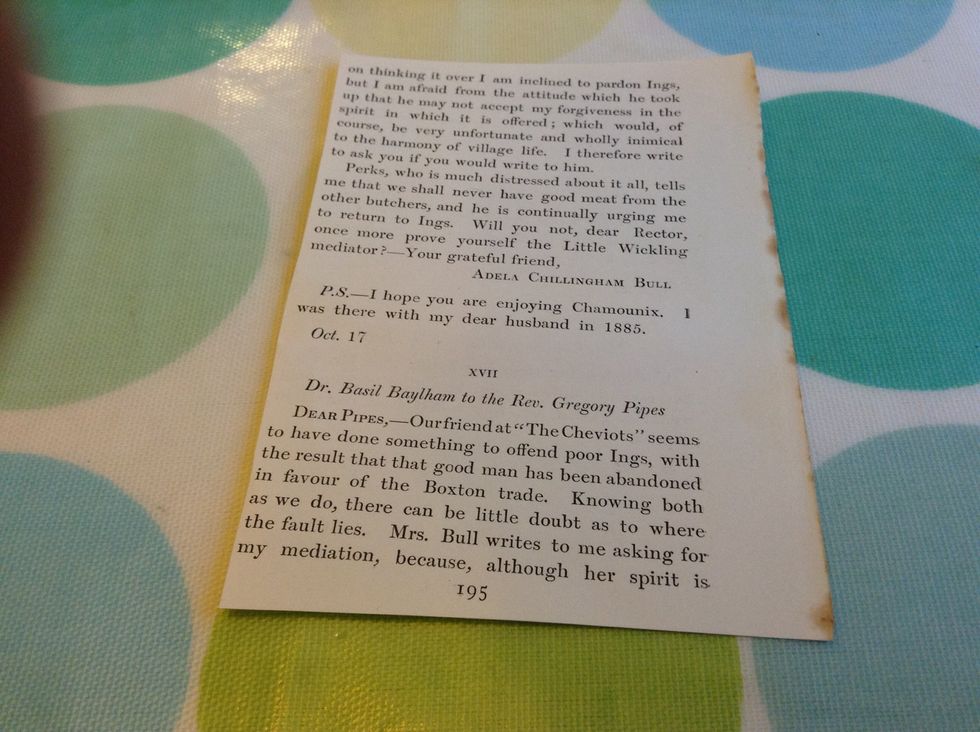 on thinking it over I am inclined to pardon Ings,
but I am afraid from the attitude which he took
up that he may not accept my forgiveness in the
spirit in which it is offered; which would, of
course, be very unfortunate and wholly inimical
to the harmony of village life. I therefore write
to ask you if you would write to him.
Perks, who is much distressed about it all, tells
me that we shall never have good meat from the
other butchers, and he is continually urging me
to return to Ings. Will you not, dear Rector,
once more prove yourself the Little Wickling
mediator?—Your grateful friend,
ADELA CHILLINGHAM BULL
P.S.—I hope you are enjoying Chamounix. I
was there with my dear husband in 1885.
Oct. 17
XVII
Dr. Basil Baylham to the Rev. Gregory Pipes
DEAR PIPES,—Our friend at "The Cheviots" seems
to have done something to offend poor Ings, with
the result that that good man has been abandoned
in favour of the Boxton trade. Knowing both
as we do, there can be little doubt as to where
the fault lies. Mrs. Bull writes to me asking for
my mediation, because, although her spirit is
195